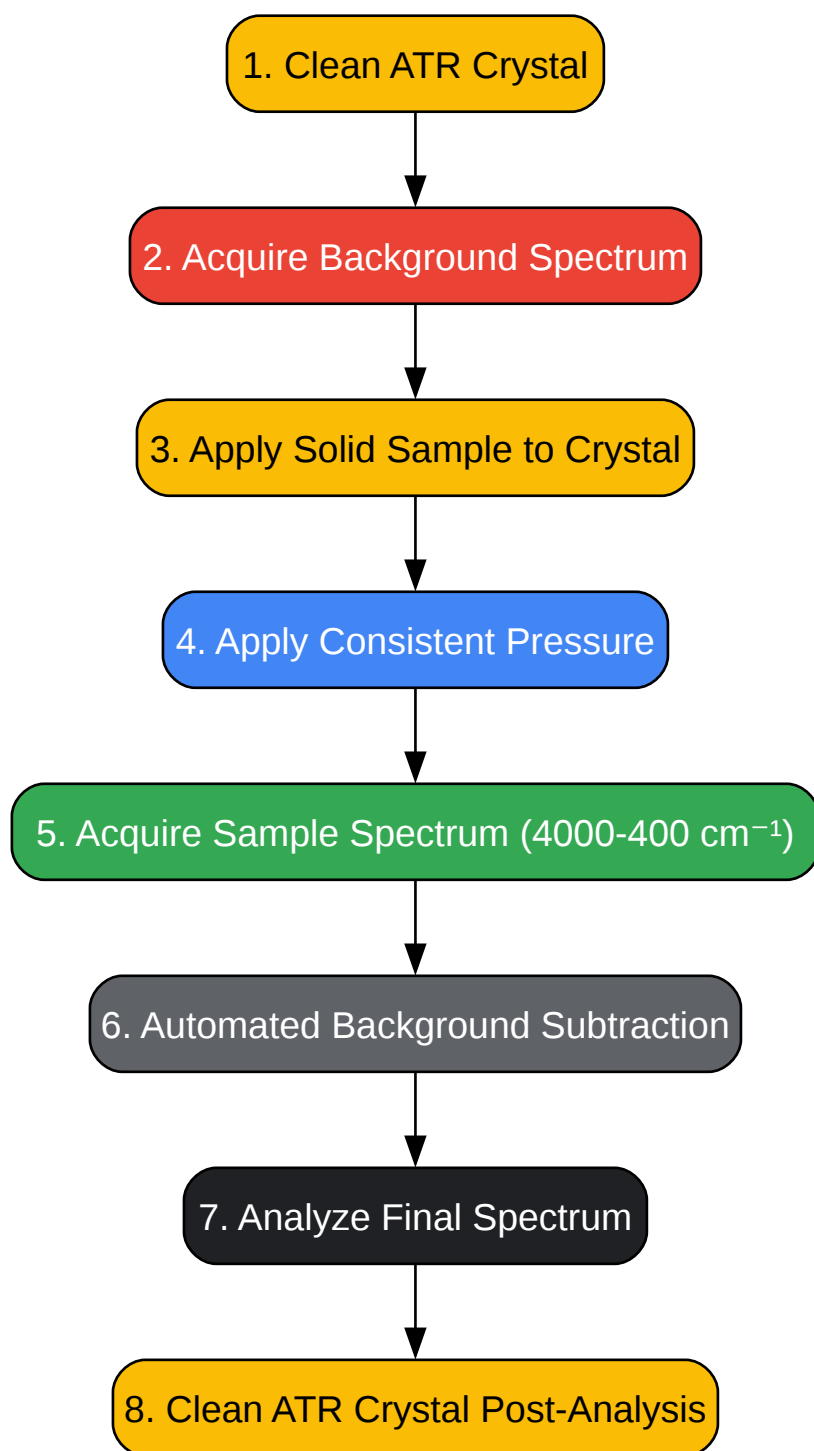 1. Clean ATR Crystal
2. Acquire Background Spectrum
3. Apply Solid Sample to Crystal
4. Apply Consistent Pressure
5. Acquire Sample Spectrum (4000-400 cm⁻¹)
6. Automated Background Subtraction
7. Analyze Final Spectrum
8. Clean ATR Crystal Post-Analysis